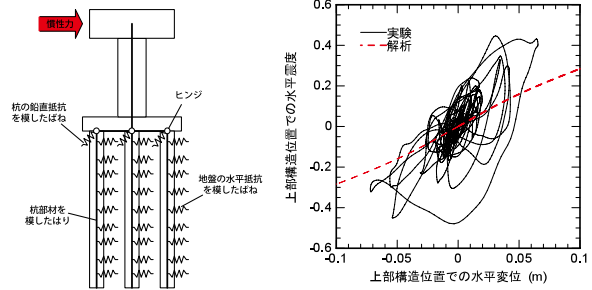 慣性力
ヒンジ
杭の鉛直抵抗
を模したばね
地盤の水平抵抗
を模したばね
杭部材を
模したはり
上部構造位置での水平震度
0.6
0.4
0.2
0
-0.2
-0.4
-0.6
実験
解析
-0.1
-0.05
0
0.05
0.1
上部構造位置での水平変位 (m)